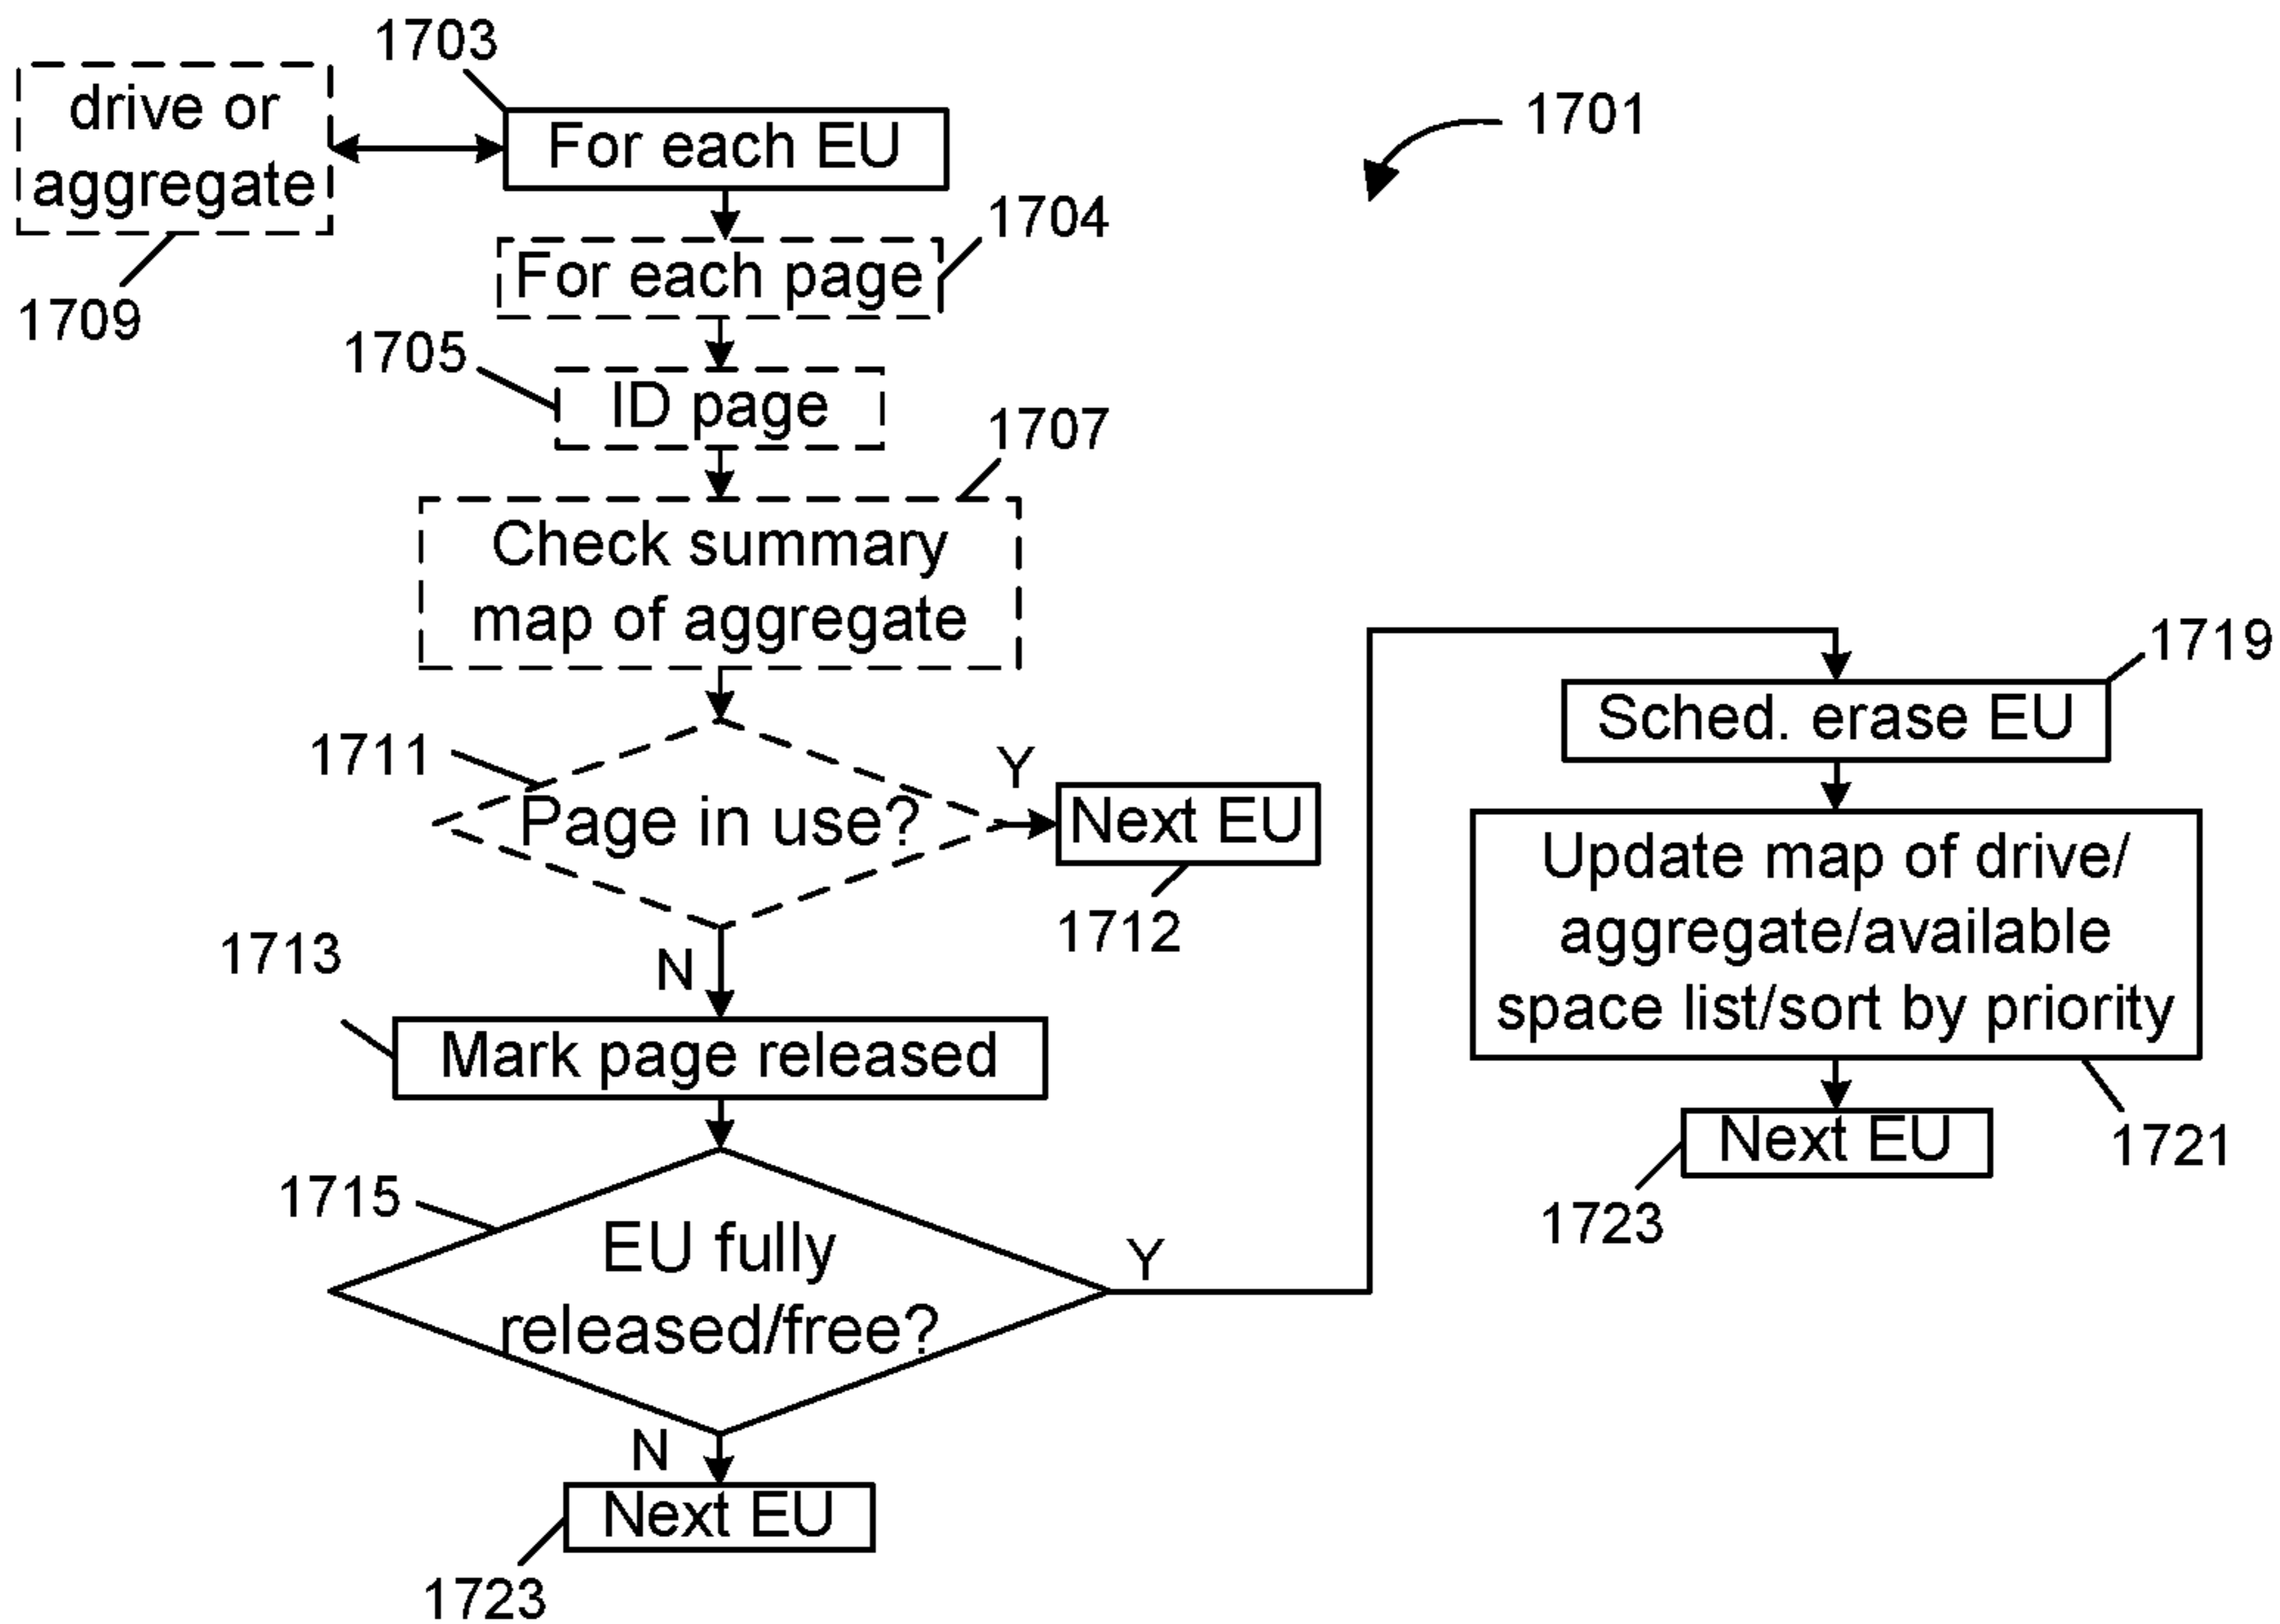 1703
drive or
aggregate
For each EU
1701
1704
For each page
1709
1705
ID page
1707
Check summary
map of aggregate
1719
Sched. erase EU
1711
Page in use?
Y
Next EU
1712
Update map of drive/
aggregate/available
space list/sort by priority
1713
N
Mark page released
Next EU
1721
1723
1715
EU fully
released/free?
Y
N
Next EU
1723